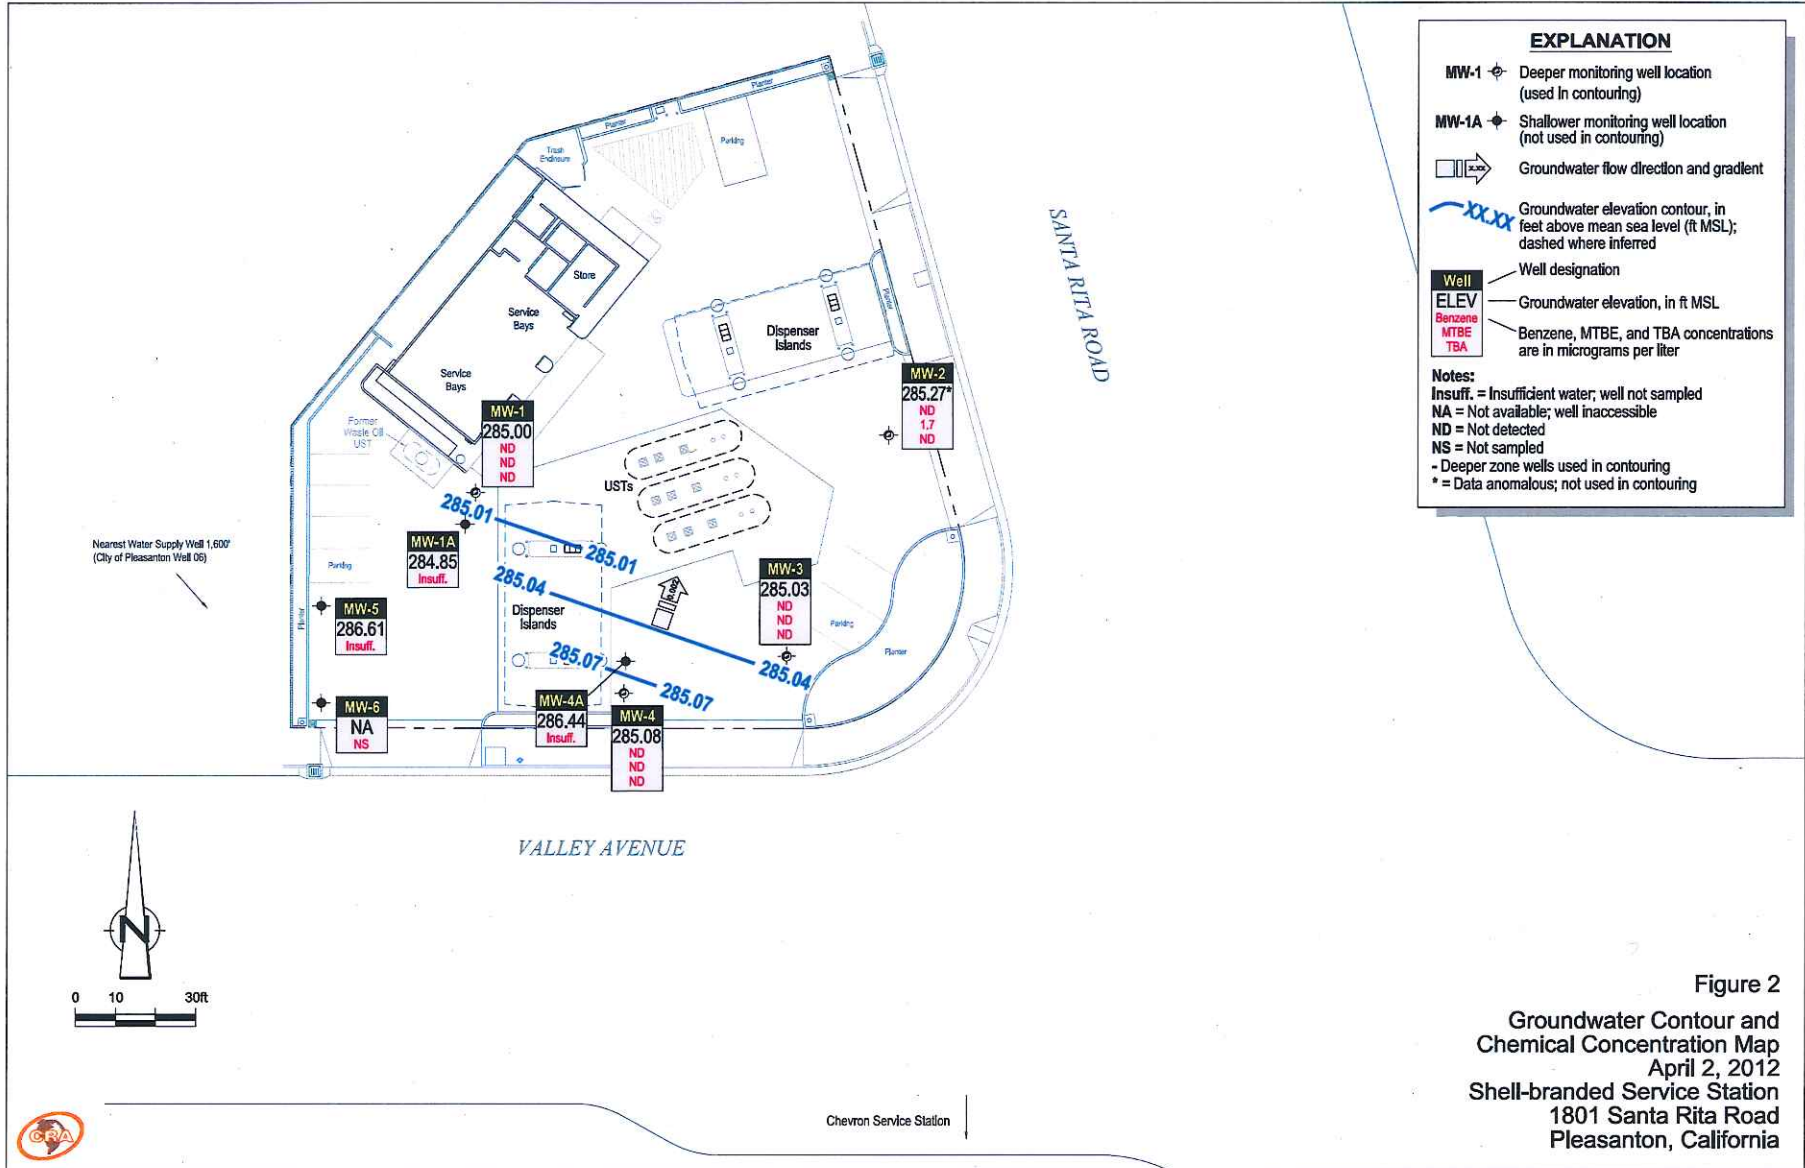 EXPLANATION
MW-1
Deeper monitoring well location
(used in contouring)
MW-1A
Shallower monitoring well location
(not used in contouring)
x.xx
Groundwater flow direction and gradient
XX.XX
Groundwater elevation contour, in
feet above mean sea level (ft MSL);
dashed where inferred
Well
ELEV
Benzene
MTBE
TBA
Well designation
Groundwater elevation, in ft MSL
Benzene, MTBE, and TBA concentrations
are in micrograms per liter
Notes:
Insuff. = Insufficient water; well not sampled
NA = Not available; well inaccessible
ND = Not detected
NS = Not sampled
- Deeper zone wells used in contouring
* = Data anomalous; not used in contouring
Planter
Planter
Parking
Trash
Enclosure
Store
Service
Bays
Service
Bays
Former
Waste Oil
UST
Dispenser
Islands
Planter
SANTA RITA ROAD
MW-2
285.27*
ND
1.7
ND
MW-1
285.00
ND
ND
ND
USTs
285.01
285.01
MW-1A
284.85
Insuff.
Nearest Water Supply Well 1,600'
(City of Pleasanton Well 06)
Parking
Planter
MW-5
286.61
Insuff.
285.04
285.04
0.002
Dispenser
Islands
MW-3
285.03
ND
ND
ND
Parking
Planter
285.07
285.07
MW-6
NA
NS
MW-4A
286.44
Insuff.
MW-4
285.08
ND
ND
ND
VALLEY AVENUE
N
0 10 30ft
Chevron Service Station
CRA
Figure 2
Groundwater Contour and
Chemical Concentration Map
April 2, 2012
Shell-branded Service Station
1801 Santa Rita Road
Pleasanton, California